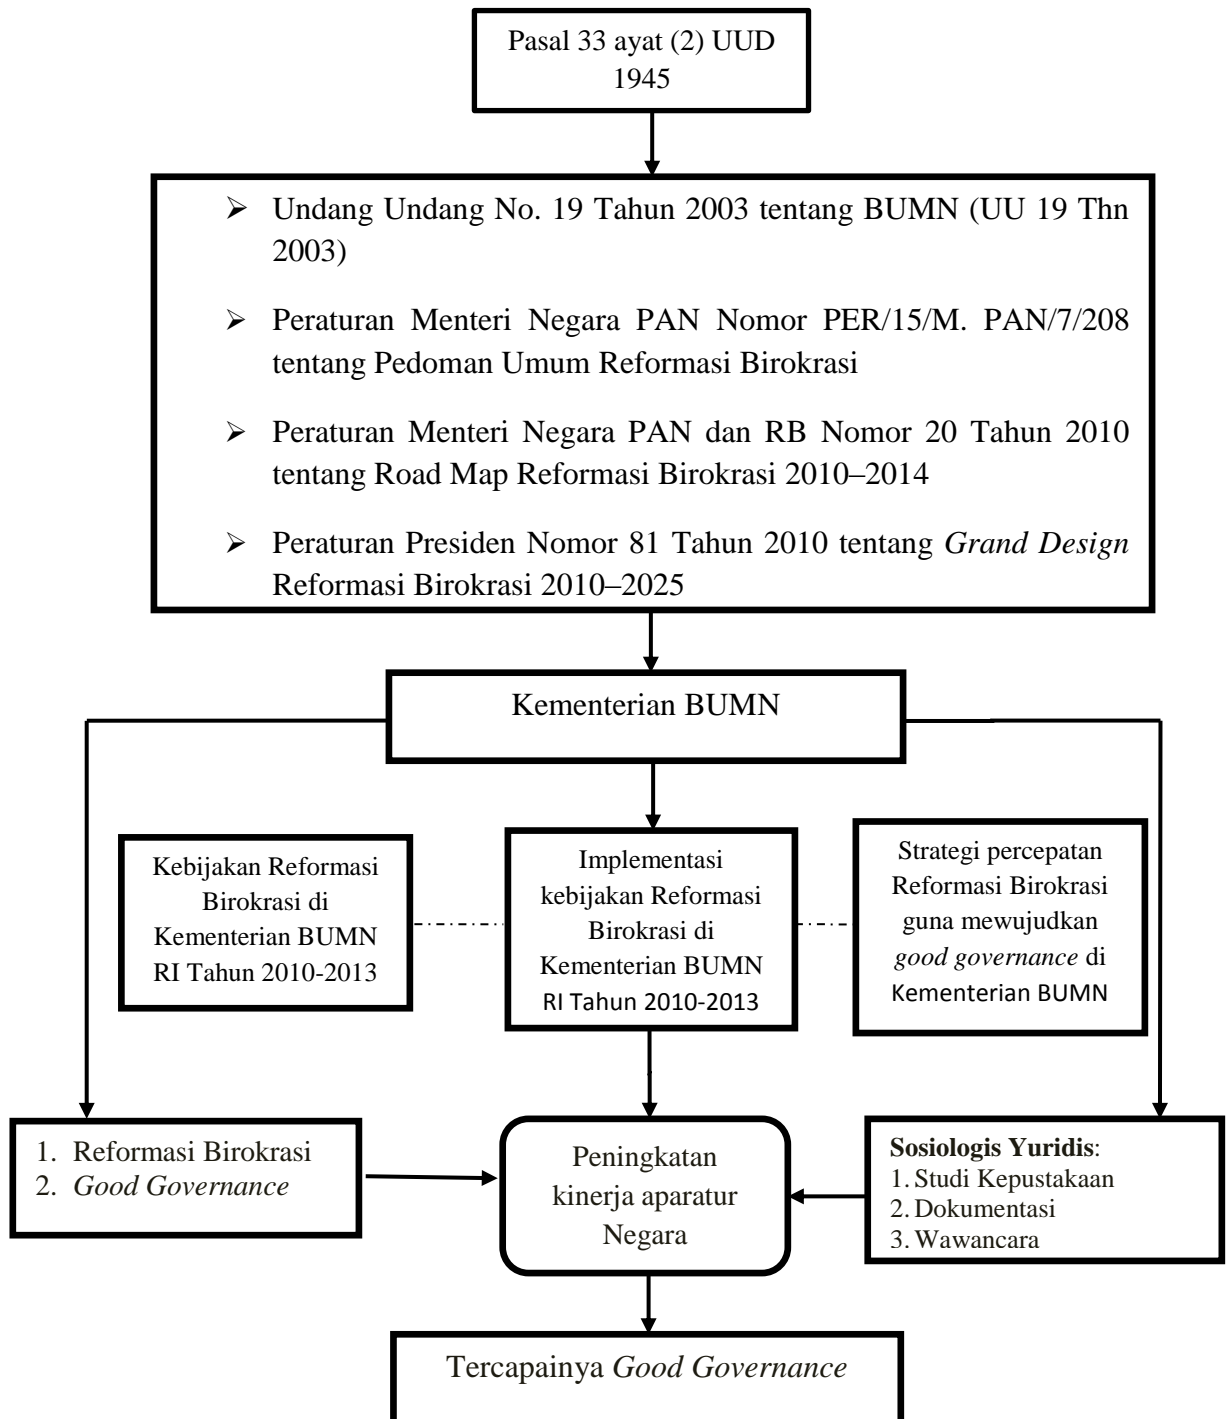 Pasal 33 ayat (2) UUD
1945
➢ Undang Undang No. 19 Tahun 2003 tentang BUMN (UU 19 Thn
2003)
➢ Peraturan Menteri Negara PAN Nomor PER/15/M. PAN/7/208
tentang Pedoman Umum Reformasi Birokrasi
➢ Peraturan Menteri Negara PAN dan RB Nomor 20 Tahun 2010
tentang Road Map Reformasi Birokrasi 2010–2014
➢ Peraturan Presiden Nomor 81 Tahun 2010 tentang Grand Design
Reformasi Birokrasi 2010–2025
Kementerian BUMN
Kebijakan Reformasi
Birokrasi di
Kementerian BUMN
RI Tahun 2010-2013
Implementasi
kebijakan Reformasi
Birokrasi di
Kementerian BUMN
RI Tahun 2010-2013
Strategi percepatan
Reformasi Birokrasi
guna mewujudkan
good governance di
Kementerian BUMN
1. Reformasi Birokrasi
2. Good Governance
Peningkatan
kinerja aparatur
Negara
Sosiologis Yuridis:
1. Studi Kepustakaan
2. Dokumentasi
3. Wawancara
Tercapainya Good Governance